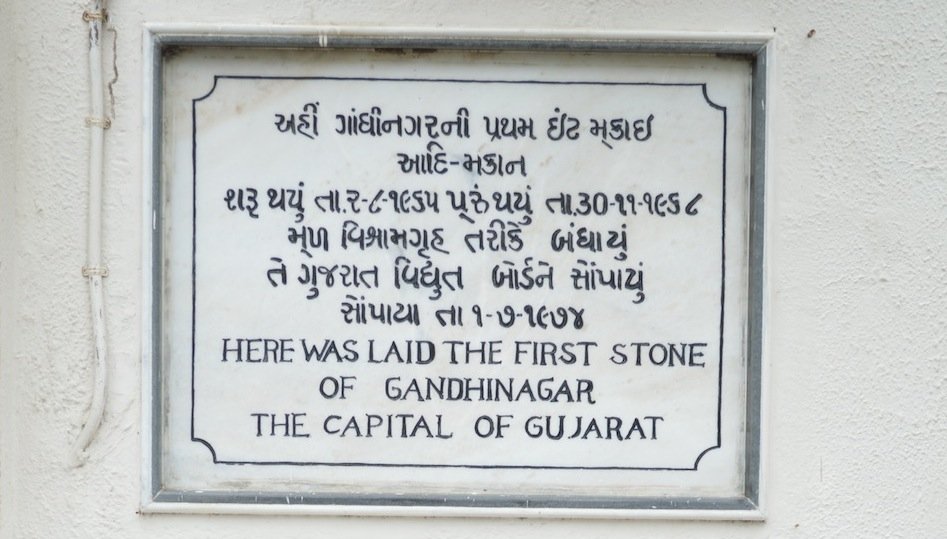 અહીં ગાંધીનગરની પ્રથમ ઈંટ મ્કાઇ
આદિ-મકાન
શરૂ થયું તા.૨-૮-૧૯૬૫ પ્રું થયું તા.૩૦-૧૧-૧૯૬૮
મ્ળ વિશ્રામગૃહ તરીકે બંધાયું
તે ગુજરાત વિદ્યુત બોર્ડને સોંપાયું
સોંપાયા તા ૧-૭-૧૯૭૪
HERE WAS LAID THE FIRST STONE
OF GANDHINAGAR
THE CAPITAL OF GUJARAT